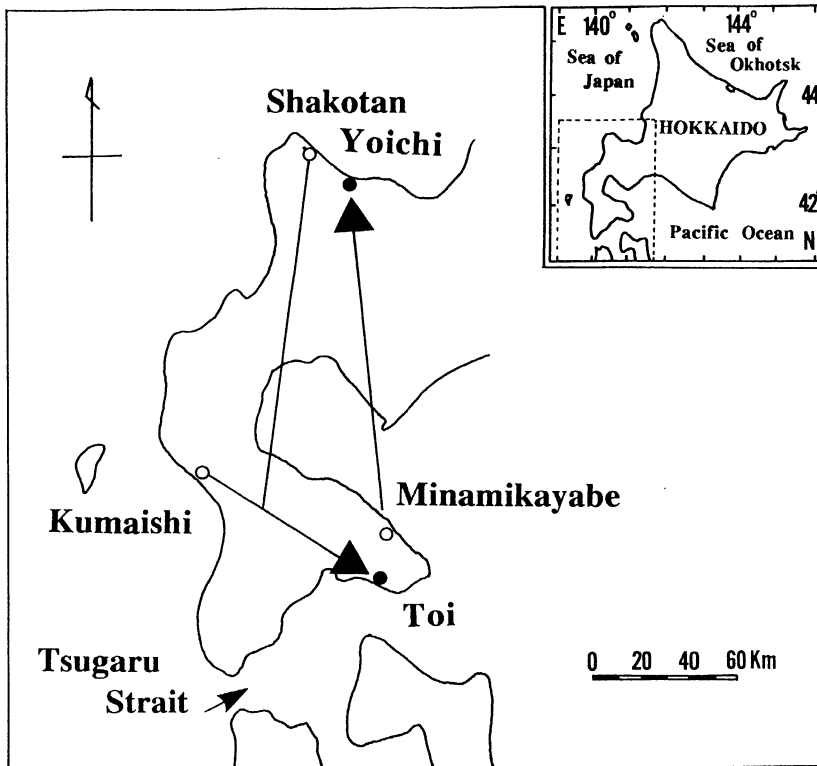 E 140°
144°
Sea of
Japan
Sea of
Okhotsk
44
HOKKAIDO
42°
Pacific Ocean N
Shakotan
Yoichi
Kumaishi
Minamikayabe
Toi
Tsugaru
Strait
0 20 40 60 Km